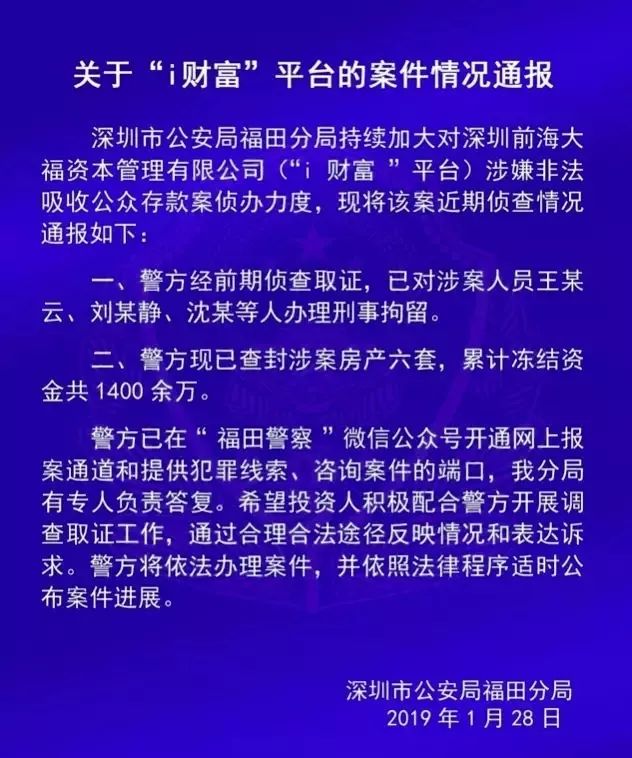 关于“i财富”平台的案件情况通报
深圳市公安局福田分局持续加大对深圳前海大
福资本管理有限公司（“i 财富 ”平台）涉嫌非法
吸收公众存款案侦办力度，现将该案近期侦查情况
通报如下：
一、警方经前期侦查取证，已对涉案人员王某
云、刘某静、沈某等人办理刑事拘留。
二、警方现已查封涉案房产六套，累计冻结资
金共 1400 余万。
警方已在“ 福田警察 ”微信公众号开通网上报
案通道和提供犯罪线索、咨询案件的端口，我分局
有专人负责答复。希望投资人积极配合警方开展调
查取证工作，通过合理合法途径反映情况和表达诉
求。警方将依法办理案件，并依照法律程序适时公
布案件进展。
深圳市公安局福田分局
2019 年 1 月 28 日